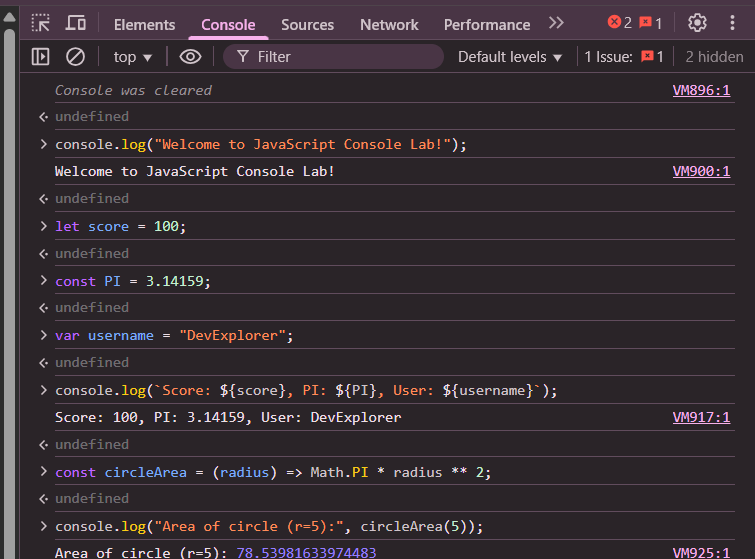 Elements Console Sources Network Performance 2 1
top Filter Default levels 1 Issue: 1 2 hidden
Console was cleared VM896:1
undefined
console.log("Welcome to JavaScript Console Lab!");
Welcome to JavaScript Console Lab! VM900:1
undefined
let score = 100;
undefined
const PI = 3.14159;
undefined
var username = "DevExplorer";
undefined
console.log(`Score: ${score}, PI: ${PI}, User: ${username}`);
Score: 100, PI: 3.14159, User: DevExplorer VM917:1
undefined
const circleArea = (radius) => Math.PI * radius ** 2;
undefined
console.log("Area of circle (r=5):", circleArea(5));
Area of circle (r=5): 78.53981633974483 VM925:1